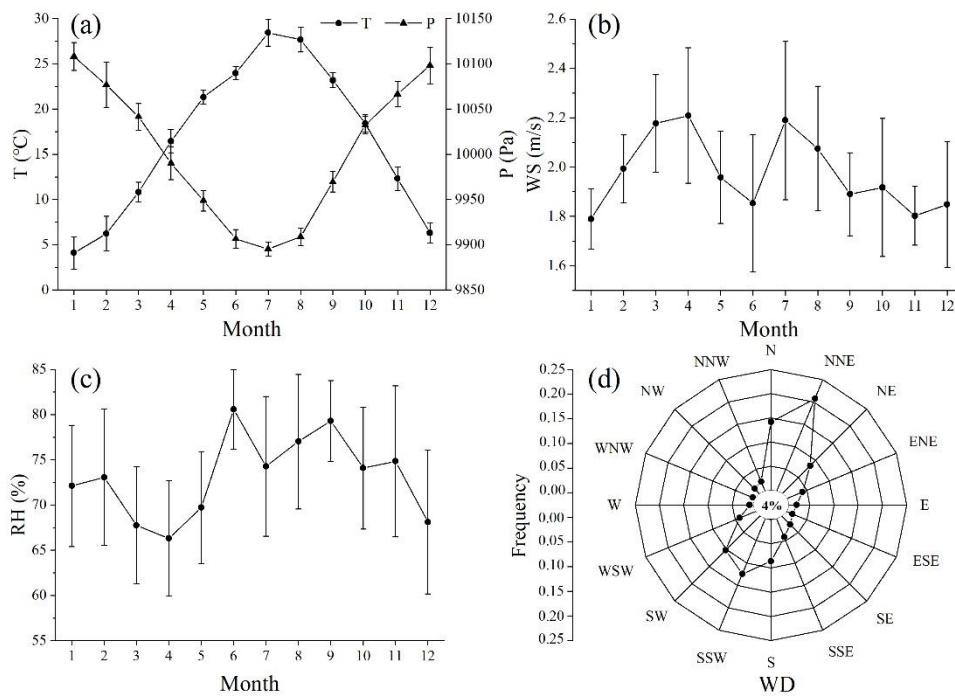 (a)
T P
30
25
20
15
10
5
0
T (℃)
10150
10100
10050
10000
9950
9900
9850
P (Pa)
1 2 3 4 5 6 7 8 9 10 11 12
Month
(b)
2.6
2.4
2.2
2.0
1.8
1.6
WS (m/s)
1 2 3 4 5 6 7 8 9 10 11 12
Month
(c)
85
80
75
70
65
60
55
RH (%)
1 2 3 4 5 6 7 8 9 10 11 12
Month
(d)
0.25
0.20
0.15
0.10
0.05
0.00
0.00
0.05
0.10
0.15
0.20
0.25
Frequency
N
NNE
NE
ENE
E
ESE
SE
SSE
S
SSW
SW
WSW
W
WNW
NW
NNW
4%
WD